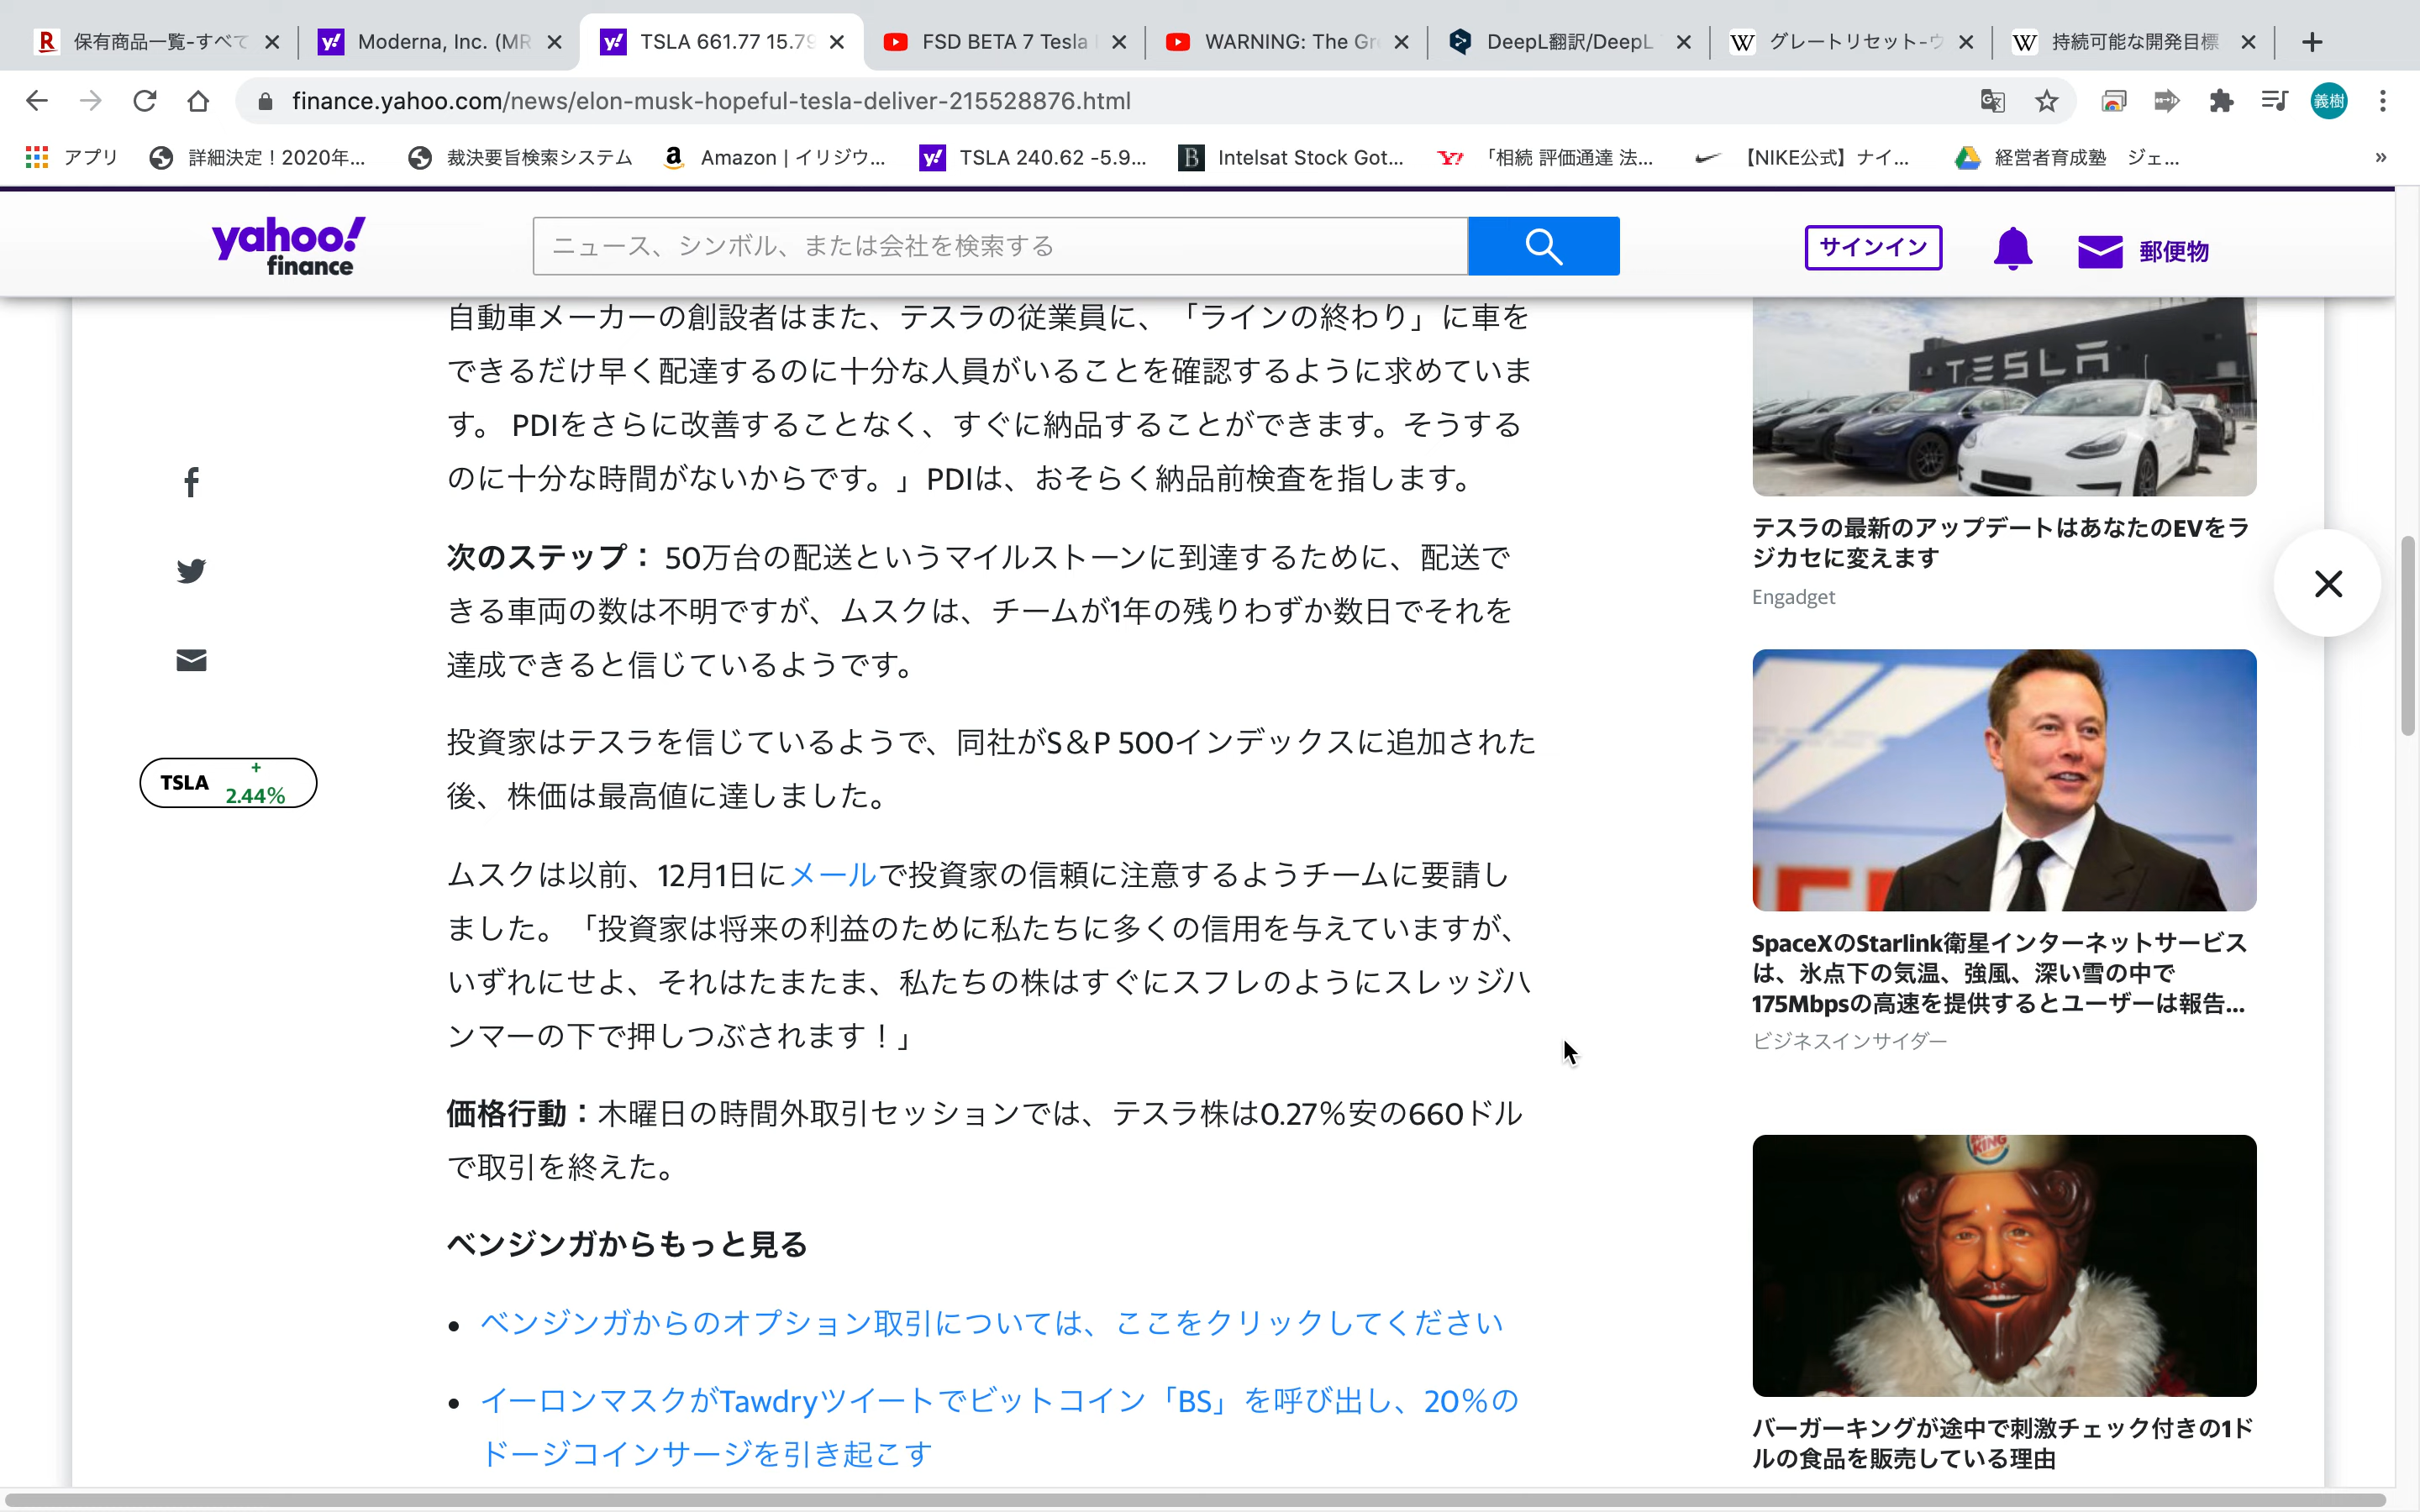 保有商品一覧-すべて
Moderna, Inc. (MR
TSLA 661.77 15.79
FSD BETA 7 Tesla
WARNING: The Gr
DeepL翻訳/DeepL
グレートリセット-ウ
持続可能な開発目標
finance.yahoo.com/news/elon-musk-hopeful-tesla-deliver-215528876.html
義樹
アプリ
詳細決定！2020年...
裁決要旨検索システム
Amazon | イリジウ...
TSLA 240.62 -5.9...
Intelsat Stock Got...
「相続 評価通達 法...
【NIKE公式】ナイ...
経営者育成塾 ジェ...
»
yahoo!
finance
ニュース、シンボル、または会社を検索する
サインイン
郵便物
自動車メーカーの創設者はまた、テスラの従業員に、「ラインの終わり」に車を
できるだけ早く配達するのに十分な人員がいることを確認するように求めていま
す。 PDIをさらに改善することなく、すぐに納品することができます。そうする
のに十分な時間がないからです。」PDIは、おそらく納品前検査を指します。
次のステップ： 50万台の配送というマイルストーンに到達するために、配送で
きる車両の数は不明ですが、ムスクは、チームが1年の残りわずか数日でそれを
達成できると信じているようです。
投資家はテスラを信じているようで、同社がS＆P 500インデックスに追加された
後、株価は最高値に達しました。
ムスクは以前、12月1日にメールで投資家の信頼に注意するようチームに要請し
ました。「投資家は将来の利益のために私たちに多くの信用を与えていますが、
いずれにせよ、それはたまたま、私たちの株はすぐにスフレのようにスレッジハ
ンマーの下で押しつぶされます！」
価格行動：木曜日の時間外取引セッションでは、テスラ株は0.27％安の660ドル
で取引を終えた。
ベンジンガからもっと見る
• ベンジンガからのオプション取引については、ここをクリックしてください
• イーロンマスクがTawdryツイートでビットコイン「BS」を呼び出し、20％の
ドージコインサージを引き起こす
TSLA
+
2.44%
TESLA
テスラの最新のアップデートはあなたのEVをラ
ジカセに変えます
Engadget
SpaceXのStarlink衛星インターネットサービス
は、氷点下の気温、強風、深い雪の中で
175Mbpsの高速を提供するとユーザーは報告...
ビジネスインサイダー
KING
バーガーキングが途中で刺激チェック付きの1ド
ルの食品を販売している理由